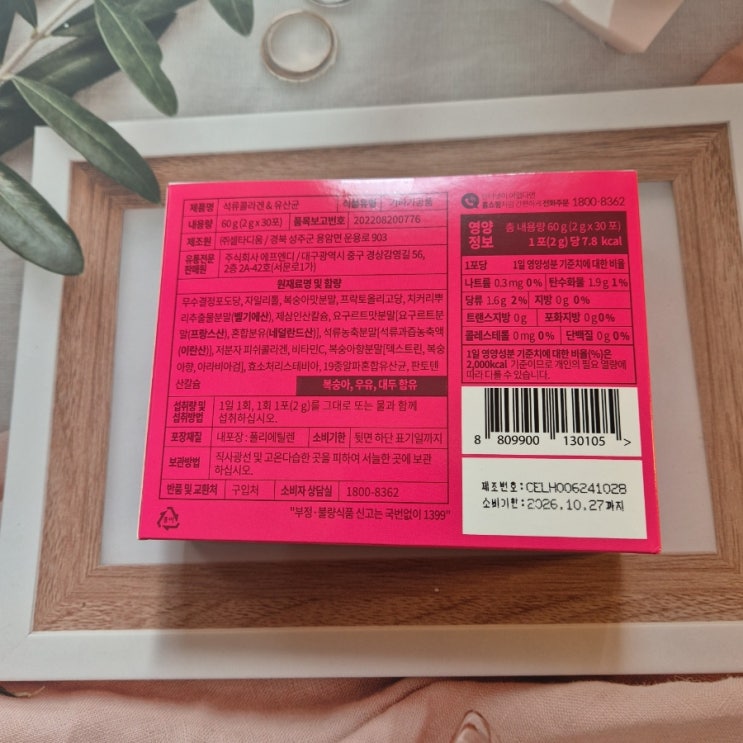 제품명 석류콜라겐 & 유산균 식품유형 기타가공품
내용량 60 g (2 g x 30포) 품목보고번호 202208200776
제조원 ㈜셀타디움 / 경북 성주군 용암면 운용로 903
유통전문판매원 주식회사 에프엔디 / 대구광역시 중구 경상감영길 56,
2층 2A-42호(서문로1가)
원재료명 및 함량
무수결정포도당, 자일리톨, 복숭아맛분말, 프락토올리고당, 치커리뿌
리추출물분말(벨기에산), 제삼인산칼슘, 요구르트맛분말[요구르트분
말(프랑스산), 혼합분유(네덜란드산)], 석류농축분말[석류과즙농축액
(이란산)], 저분자 피쉬콜라겐, 비타민C, 복숭아향분말[덱스트린, 복숭
아향, 아라비아검], 효소처리스테비아, 19종알파혼합유산균, 판토텐
산칼슘
복숭아, 우유, 대두 함유
섭취량 및 섭취방법 1일 1회, 1회 1포(2 g)를 그대로 또는 물과 함께
섭취하십시오.
포장재질 내포장 : 폴리에틸렌 소비기한 뒷면 하단 표기일까지
보관방법 직사광선 및 고온다습한 곳을 피하여 서늘한 곳에 보관
하십시오.
반품 및 교환처 구입처 소비자 상담실 1800-8362
"부정·불량식품 신고는 국번없이 1399"
종이
전화주문 1800-8362
영양정보
총 내용량 60 g (2 g x 30 포)
1 포(2 g) 당 7.8 kcal
1포당 1일 영양성분 기준치에 대한 비율
나트륨 0.3 mg 0% 탄수화물 1.9 g 1%
당류 1.6 g 2% 지방 0 g 0%
트랜스지방 0 g 포화지방 0 g 0%
콜레스테롤 0 mg 0% 단백질 0 g 0%
1일 영양성분 기준치에 대한 비율(%)은
2,000kcal 기준이므로 개인의 필요 열량에
따라 다를 수 있습니다.
8 809900 130105 >
제조번호:CELH006241028
소비기한:2026.10.27까지